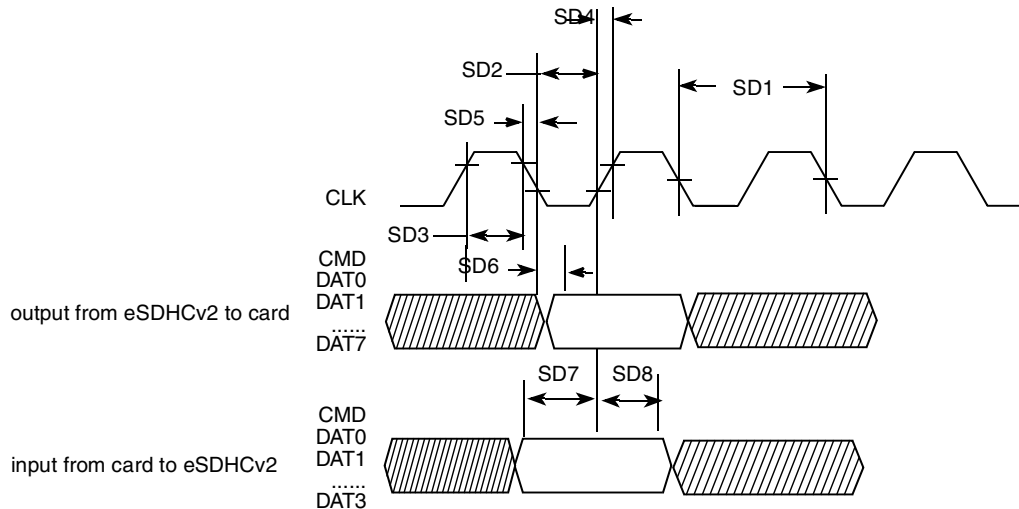 SD4
SD2
SD1
SD5
CLK
SD3
CMD
SD6
DAT0
output from eSDHCv2 to card
DAT1
......
DAT7
SD7
SD8
CMD
DAT0
input from card to eSDHCv2
DAT1
......
DAT3